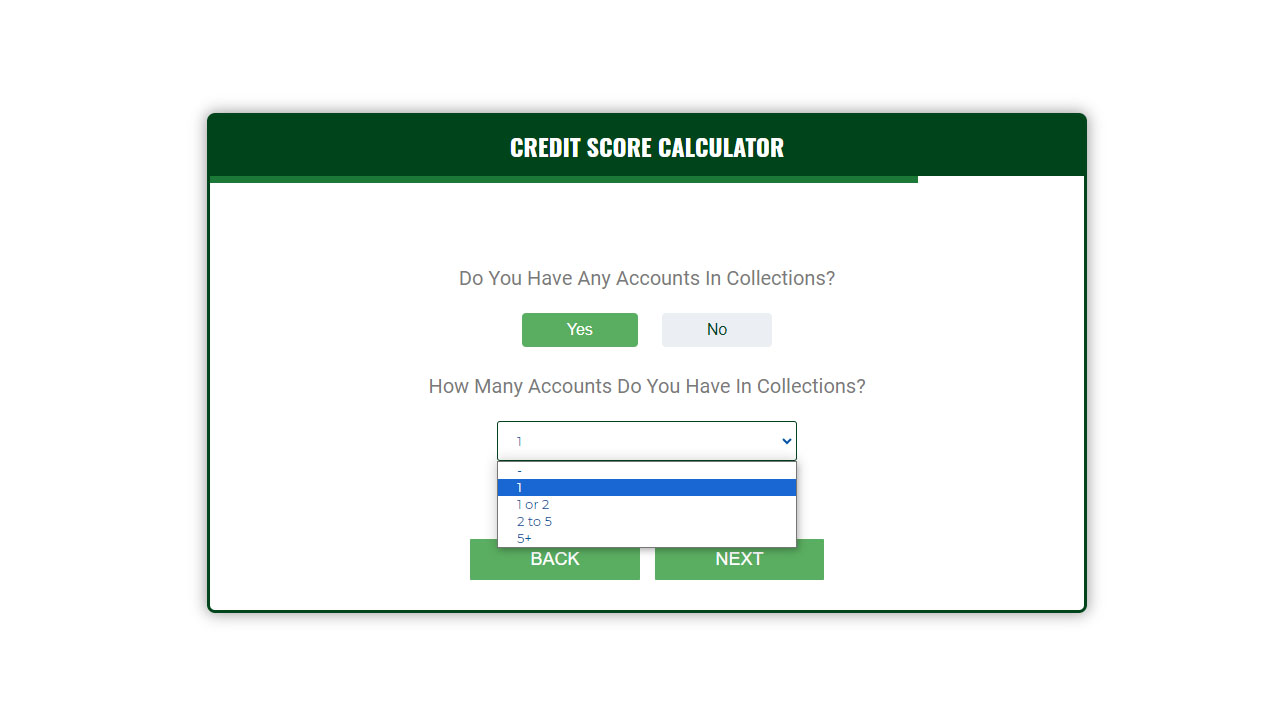 CREDIT SCORE CALCULATOR
Do You Have Any Accounts In Collections?
Yes No
How Many Accounts Do You Have In Collections?
1
-
1
1 or 2
2 to 5
5+
BACK NEXT